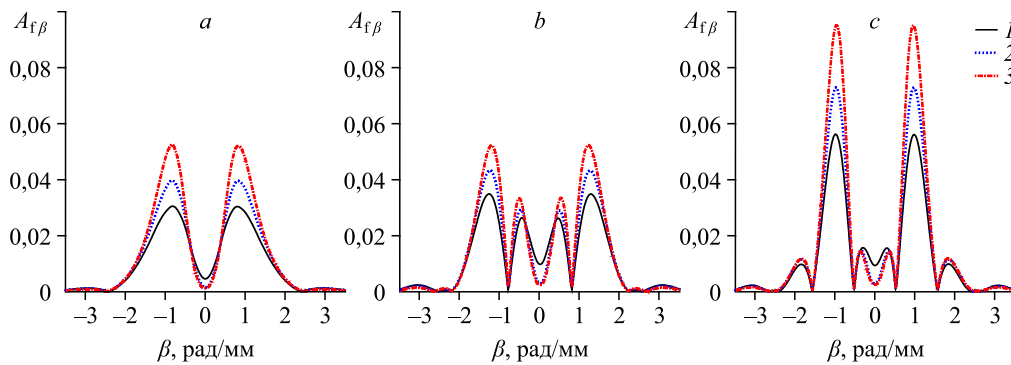 A_fβ a A_fβ b A_fβ c 1
0,08 0,08 0,08 2
3
0,06 0,06 0,06
0,04 0,04 0,04
0,02 0,02 0,02
0 0 0
–3 –2 –1 0 1 2 3 –3 –2 –1 0 1 2 3 –3 –2 –1 0 1 2 3
β, рад/мм β, рад/мм β, рад/мм